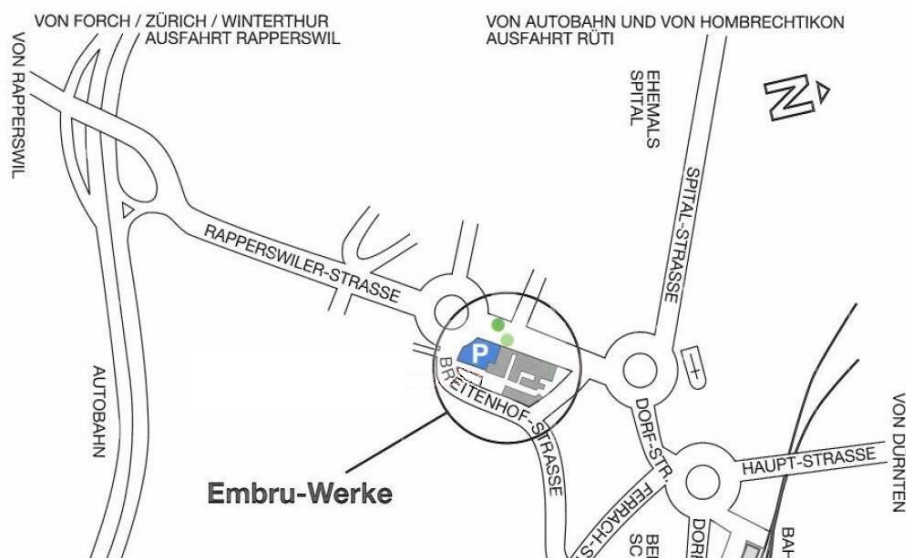 VON FORCH / ZÜRICH / WINTERTHUR
AUSFAHRT RAPPERSWIL
VON AUTOBAHN UND VON HOMBRECHTIKON
AUSFAHRT RÜTI
VON RAPPERSWIL
EHEMALS
SPITAL
N
SPITAL-STRASSE
RAPPERSWILER-STRASSE
P
BREITENHOF-STRASSE
AUTOBAHN
DORF-STR.
HAUPT-STRASSE
VON DÜRNTEN
Embru-Werke
FERRACH-S